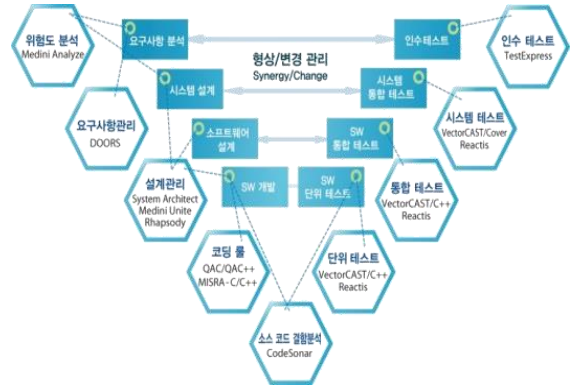 위험도 분석
Medini Analyze
요구사항 분석
인수테스트
인수 테스트
TestExpress
형상/변경 관리
Synergy/Change
시스템 설계
시스템
통합 테스트
요구사항관리
DOORS
시스템 테스트
VectorCAST/Cover
Reactis
소프트웨어
설계
SW
통합 테스트
설계관리
System Architect
Medini Unite
Rhapsody
SW 개발
SW
단위 테스트
통합 테스트
VectorCAST/C++
Reactis
코딩 룰
QAC/QAC++
MISRA - C/C++
단위 테스트
VectorCAST/C++
Reactis
소스 코드 결함분석
CodeSonar